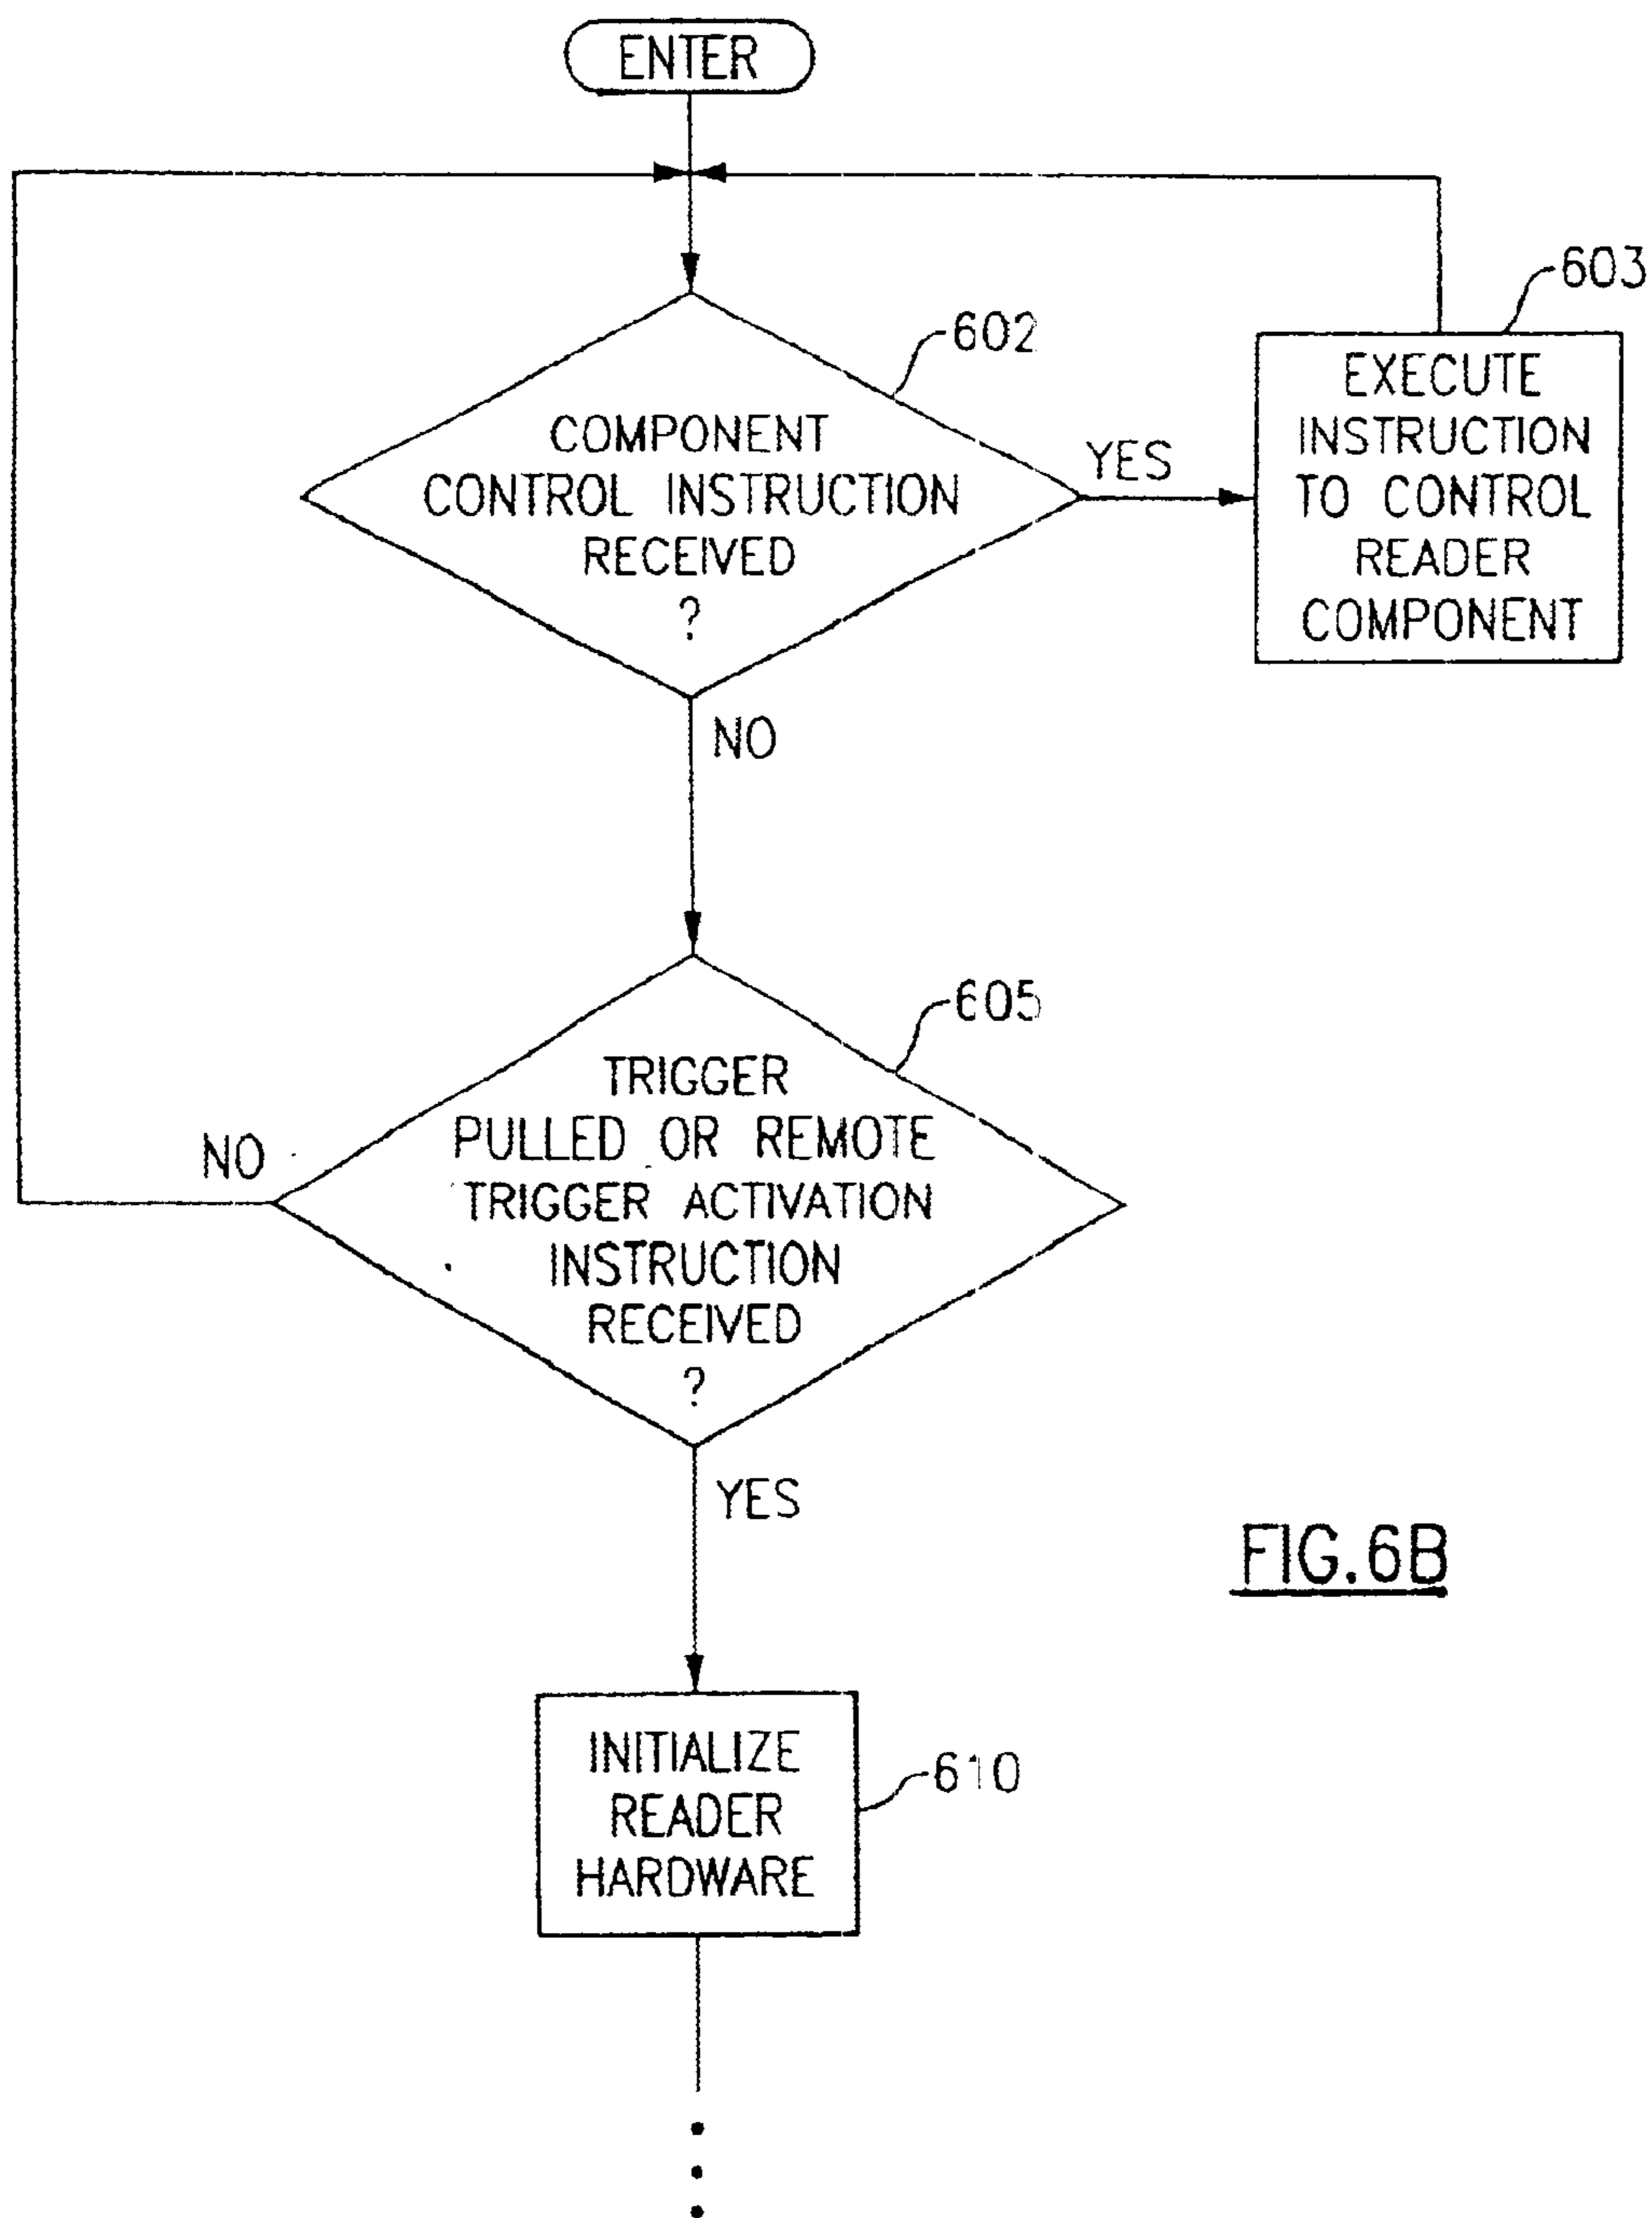 ENTER
602
COMPONENT
CONTROL INSTRUCTION
RECEIVED
?
YES
603
EXECUTE
INSTRUCTION
TO CONTROL
READER
COMPONENT
NO
605
TRIGGER
PULLED OR REMOTE
TRIGGER ACTIVATION
INSTRUCTION
RECEIVED
?
NO
YES
FIG.6B
INITIALIZE
READER
HARDWARE
610